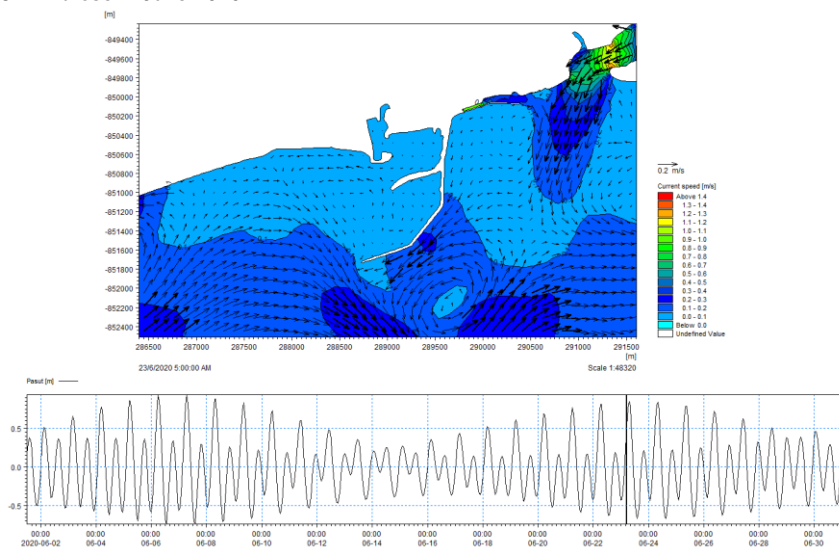 [m]
-849400
-849600
-849800
-850000
-850200
-850400
-850600
-850800
-851000
-851200
-851400
-851600
-851800
-852000
-852200
-852400
286500 287000 287500 288000 288500 289000 289500 290000 290500 291000 291500
[m]
23/6/2020 5:00:00 AM Scale 1:48320
0.2 m/s
Current speed [m/s]
Above 1.4
1.3 - 1.4
1.2 - 1.3
1.1 - 1.2
1.0 - 1.1
0.9 - 1.0
0.8 - 0.9
0.7 - 0.8
0.6 - 0.7
0.5 - 0.6
0.4 - 0.5
0.3 - 0.4
0.2 - 0.3
0.1 - 0.2
0.0 - 0.1
Below 0.0
Undefined Value
Pasut [m]
0.5
0.0
-0.5
00:00 00:00 00:00 00:00 00:00 00:00 00:00 00:00 00:00 00:00 00:00 00:00 00:00 00:00 00:00
2020-06-02 06-04 06-06 06-08 06-10 06-12 06-14 06-16 06-18 06-20 06-22 06-24 06-26 06-28 06-30